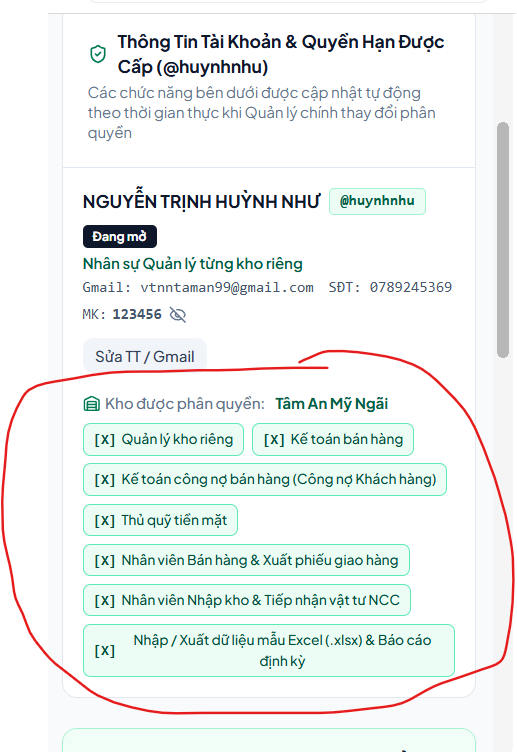 Thông Tin Tài Khoản & Quyền Hạn Được
Cấp (@huynhnhu)
Các chức năng bên dưới được cập nhật tự động
theo thời gian thực khi Quản lý chính thay đổi phân
quyền
NGUYỄN TRỊNH HUỲNH NHƯ @huynhnhu
Đang mở
Nhân sự Quản lý từng kho riêng
Gmail: vtnntaman99@gmail.com SĐT: 0789245369
MK: 123456
Sửa TT / Gmail
Kho được phân quyền: Tâm An Mỹ Ngãi
[X] Quản lý kho riêng [X] Kế toán bán hàng
[X] Kế toán công nợ bán hàng (Công nợ Khách hàng)
[X] Thủ quỹ tiền mặt
[X] Nhân viên Bán hàng & Xuất phiếu giao hàng
[X] Nhân viên Nhập kho & Tiếp nhận vật tư NCC
[X] Nhập / Xuất dữ liệu mẫu Excel (.xlsx) & Báo cáo
định kỳ